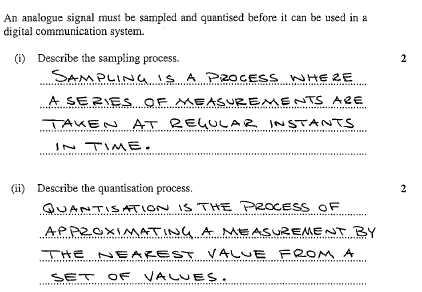 An analogue signal must be sampled and quantised before it can be used in a
digital communication system.
(i) Describe the sampling process. 2
SAMPLING IS A PROCESS WHERE
A SERIES OF MEASUREMENTS ARE
TAKEN AT REGULAR INSTANTS
IN TIME.
(ii) Describe the quantisation process. 2
QUANTISATION IS THE PROCESS OF
APPROXIMATING A MEASUREMENT BY
THE NEAREST VALUE FROM A
SET OF VALUES.